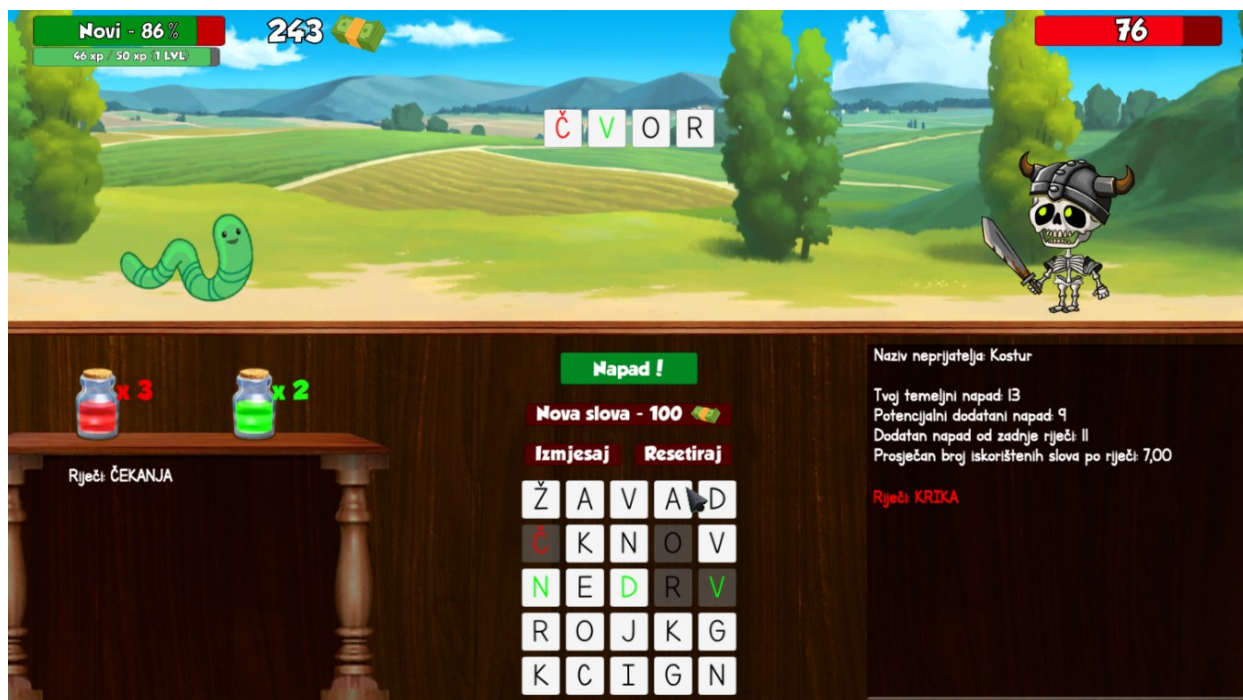 Novi - 86 %
46 xp / 50 xp (1 LVL)
243
76
Č V O R
Napad !
Nova slova - 100
Izmjesaj
Resetiraj
x 3
x 2
Riječi: ČEKANJA
Ž A V A D
Č K N O V
N E D R V
R O J K G
K C I G N
Naziv neprijatelja: Kostur
Tvoj temeljni napad: 13
Potencijalni dodatani napad: 9
Dodatan napad od zadnje riječi: 11
Prosječan broj iskorištenih slova po riječi: 7,00
Riječi: KRIKA